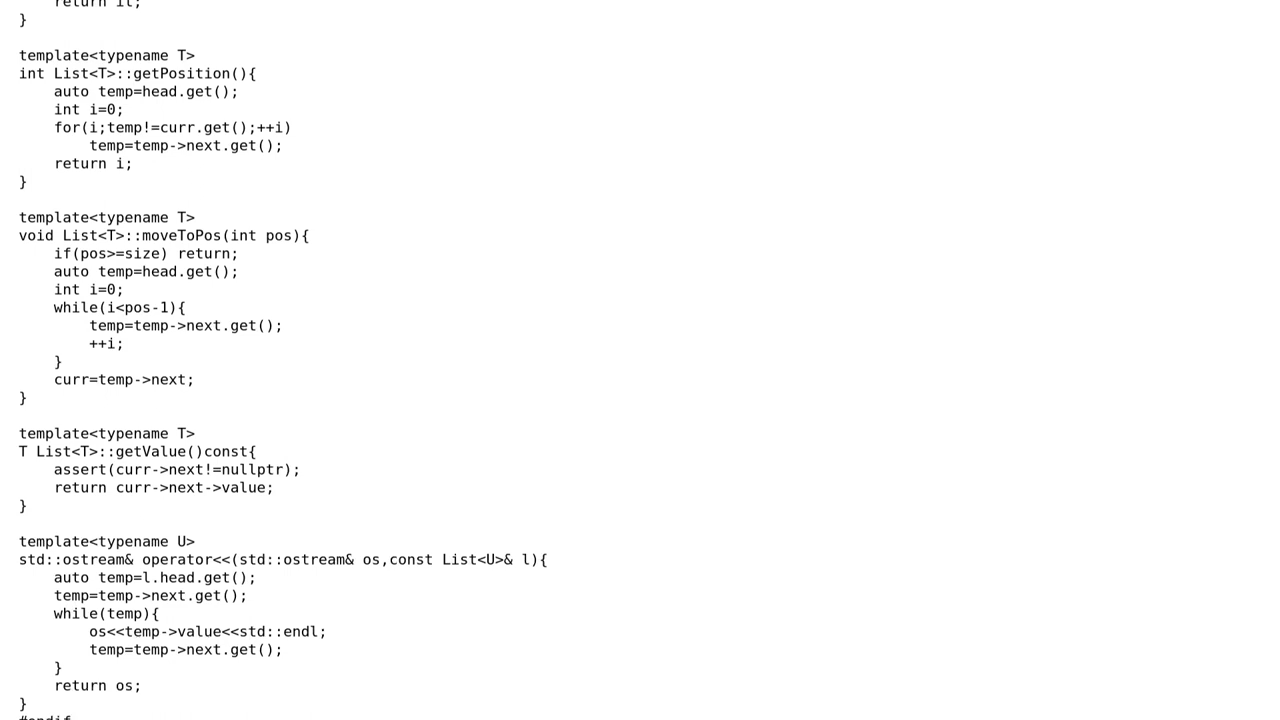 return it;
}

template<typename T>
int List<T>::getPosition(){
    auto temp=head.get();
    int i=0;
    for(i;temp!=curr.get();++i)
        temp=temp->next.get();
    return i;
}

template<typename T>
void List<T>::moveToPos(int pos){
    if(pos>=size) return;
    auto temp=head.get();
    int i=0;
    while(i<pos-1){
        temp=temp->next.get();
        ++i;
    }
    curr=temp->next;
}

template<typename T>
T List<T>::getValue()const{
    assert(curr->next!=nullptr);
    return curr->next->value;
}

template<typename U>
std::ostream& operator<<(std::ostream& os,const List<U>& l){
    auto temp=l.head.get();
    temp=temp->next.get();
    while(temp){
        os<<temp->value<<std::endl;
        temp=temp->next.get();
    }
    return os;
}
#endif